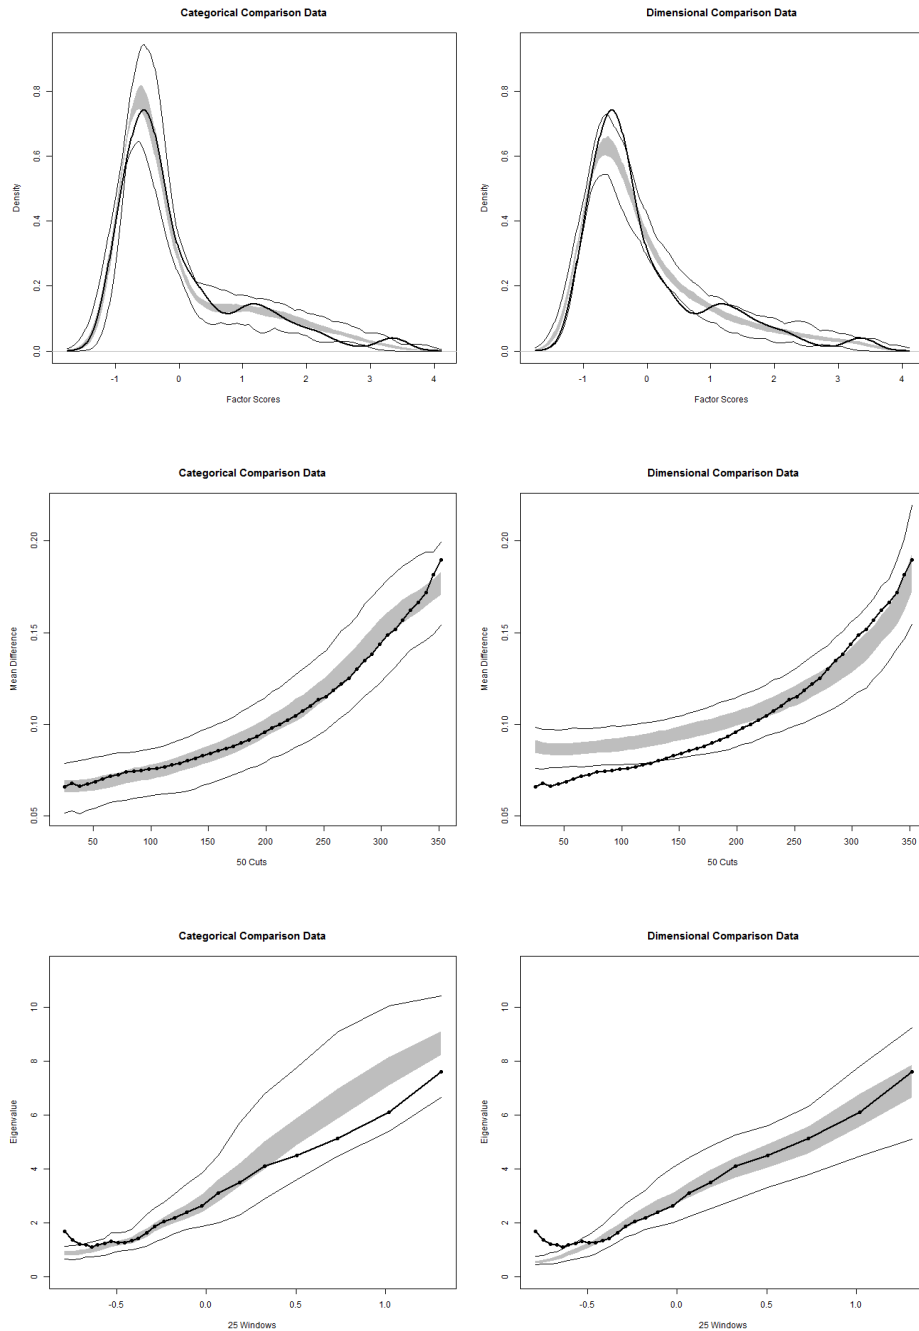 Categorical Comparison Data
Dimensional Comparison Data
Density
0.0 0.2 0.4 0.6 0.8
-1 0 1 2 3 4
Factor Scores
Density
0.0 0.2 0.4 0.6 0.8
-1 0 1 2 3 4
Factor Scores
Categorical Comparison Data
Dimensional Comparison Data
Mean Difference
0.05 0.10 0.15 0.20
50 100 150 200 250 300 350
50 Cuts
Mean Difference
0.05 0.10 0.15 0.20
50 100 150 200 250 300 350
50 Cuts
Categorical Comparison Data
Dimensional Comparison Data
Eigenvalue
0 2 4 6 8 10
-0.5 0.0 0.5 1.0
25 Windows
Eigenvalue
0 2 4 6 8 10
-0.5 0.0 0.5 1.0
25 Windows